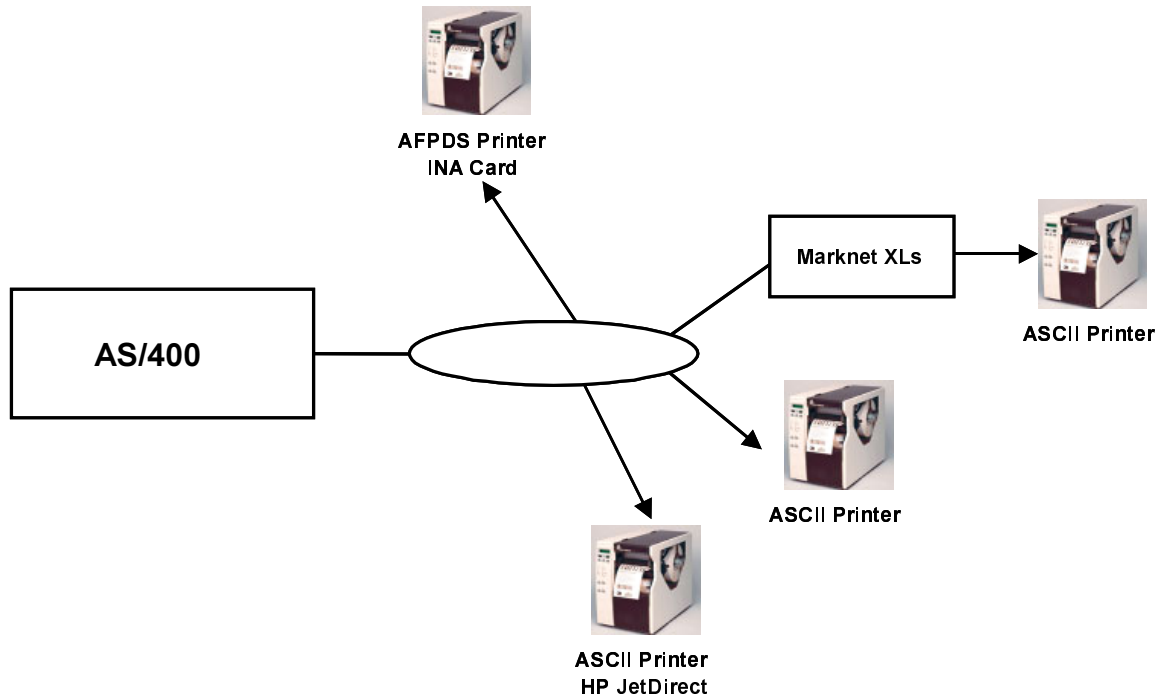 AFPDS Printer
INA Card
Marknet XLs
ASCII Printer
AS/400
ASCII Printer
ASCII Printer
HP JetDirect